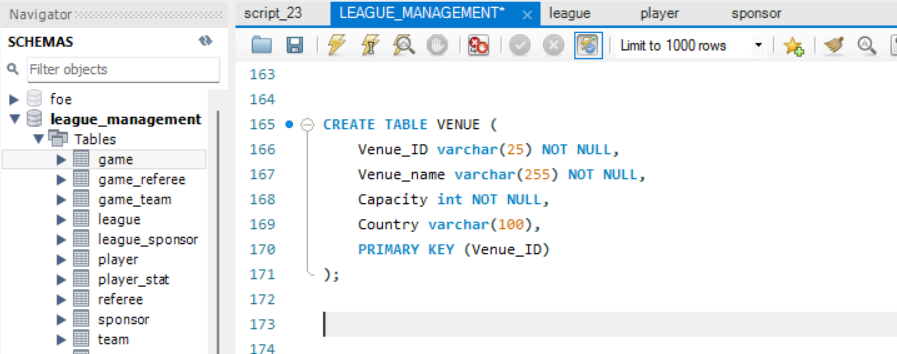 Navigator
SCHEMAS
Filter objects
foe
league_management
Tables
game
game_referee
game_team
league
league_sponsor
player
player_stat
referee
sponsor
team
script_23
LEAGUE_MANAGEMENT* ×
league
player
sponsor
Limit to 1000 rows
163
164
165 CREATE TABLE VENUE (
166 Venue_ID varchar(25) NOT NULL,
167 Venue_name varchar(255) NOT NULL,
168 Capacity int NOT NULL,
169 Country varchar(100),
170 PRIMARY KEY (Venue_ID)
171 );
172
173
174